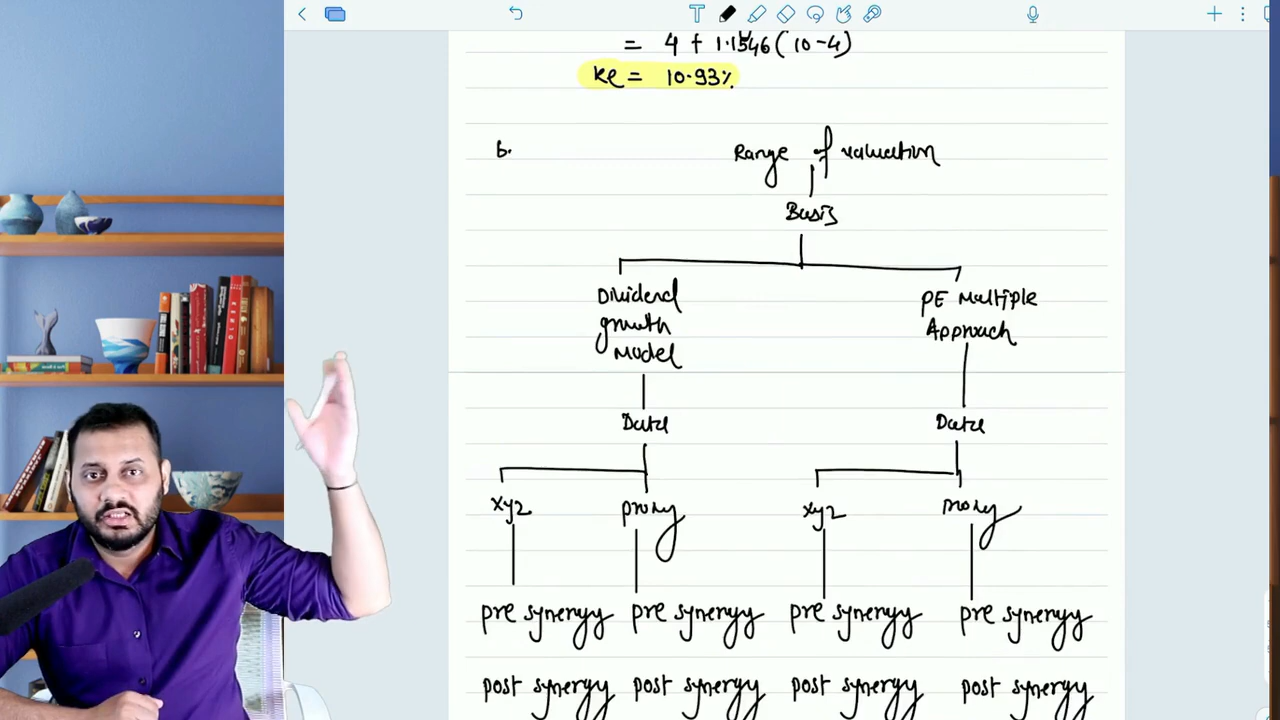 = 4 + 1.1546 (10-4)
Ke = 10.93%
b. Range of valuation
Basis
Dividend growth Model
PE Multiple Approach
Data Data
xyz proxy xyz proxy
pre synergy pre synergy pre synergy pre synergy
post synergy post synergy post synergy post synergy